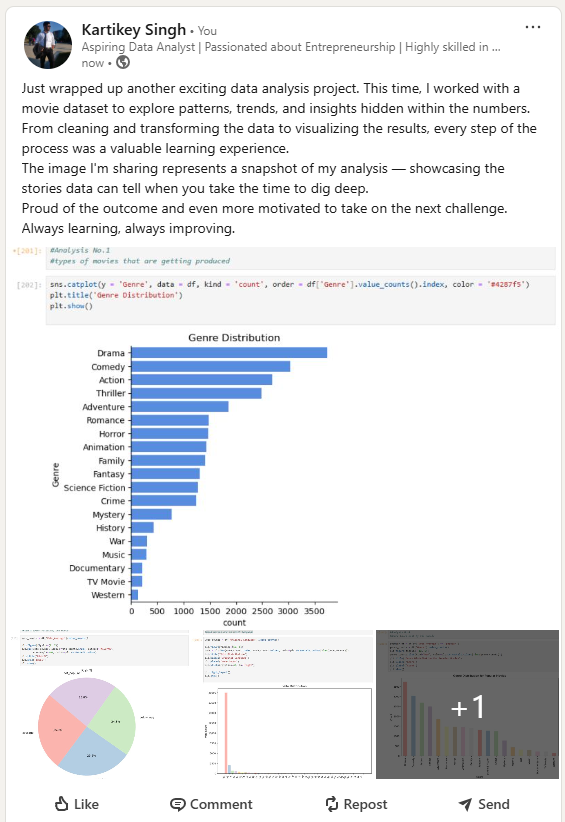 Kartikey Singh • You
Aspiring Data Analyst | Passionated about Entrepreneurship | Highly skilled in ...
now •
Just wrapped up another exciting data analysis project. This time, I worked with a
movie dataset to explore patterns, trends, and insights hidden within the numbers.
From cleaning and transforming the data to visualizing the results, every step of the
process was a valuable learning experience.
The image I'm sharing represents a snapshot of my analysis — showcasing the
stories data can tell when you take the time to dig deep.
Proud of the outcome and even more motivated to take on the next challenge.
Always learning, always improving.
*[201]: #Analysis No.1
#types of movies that are getting produced
[202]: sns.catplot(y = 'Genre', data = df, kind = 'count', order = df['Genre'].value_counts().index, color = '#4287f5')
plt.title('Genre Distribution')
plt.show()
Genre Distribution
Drama
Comedy
Action
Thriller
Adventure
Romance
Horror
Animation
Family
Genre
Fantasy
Science Fiction
Crime
Mystery
History
War
Music
Documentary
TV Movie
Western
0 500 1000 1500 2000 2500 3000 3500
count
+1
Like Comment Repost Send